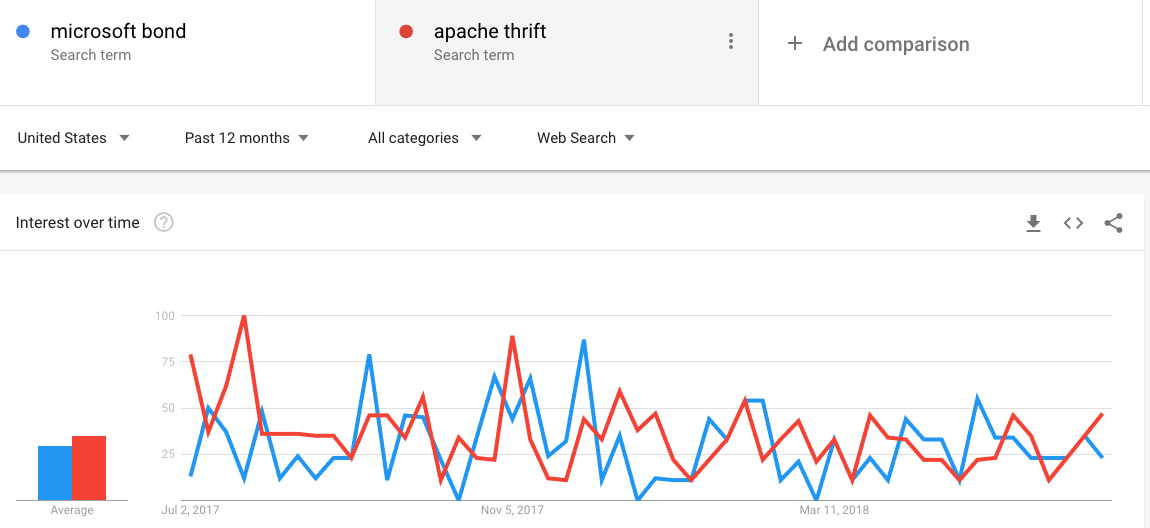 microsoft bond
Search term
apache thrift
Search term
+ Add comparison
United States
Past 12 months
All categories
Web Search
Interest over time
?
100
75
50
25
Average
Jul 2, 2017
Nov 5, 2017
Mar 11, 2018